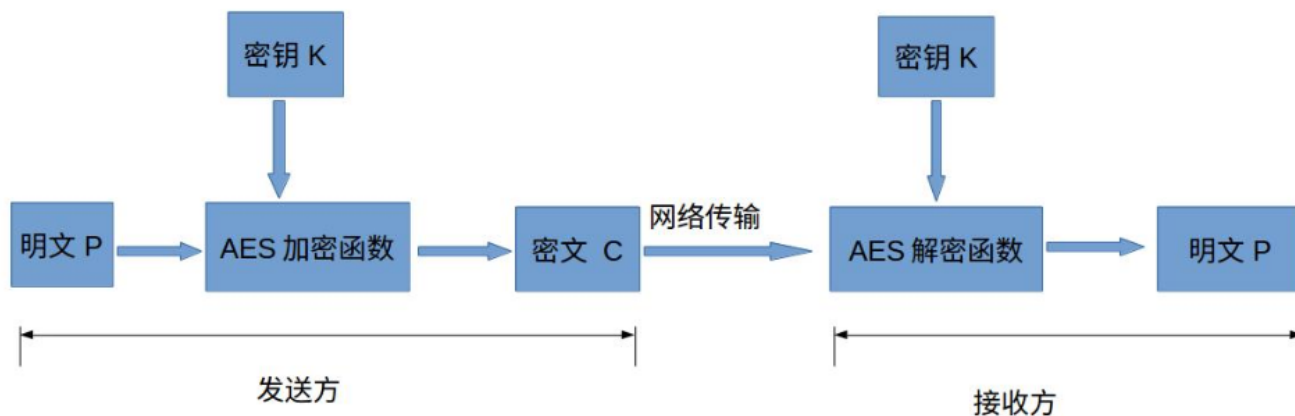 密钥 K
密钥 K
明文 P
AES 加密函数
密文 C
网络传输
AES 解密函数
明文 P
发送方
接收方